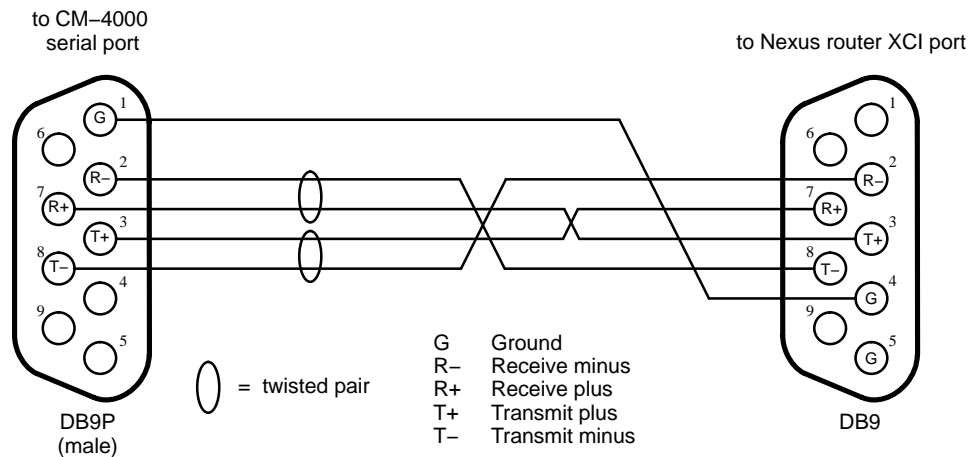 to CM−4000
serial port
to Nexus router XCI port
1
G
6
2
R−
7
R+
3
T+
8
T−
4
9
5
1
6
2
R−
7
R+
3
T+
8
T−
4
G
9
5
G
= twisted pair
G Ground
R− Receive minus
R+ Receive plus
T+ Transmit plus
T− Transmit minus
DB9P
(male)
DB9